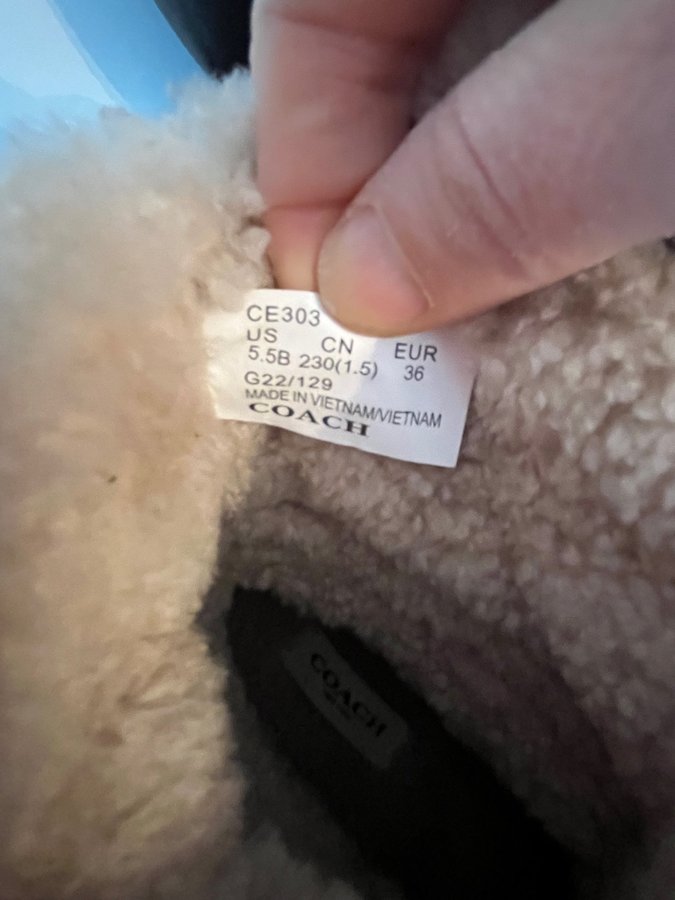 CE303
US CN EUR
5.5B 230(1.5) 36
G22/129
MADE IN VIETNAM/VIETNAM
COACH
COACH